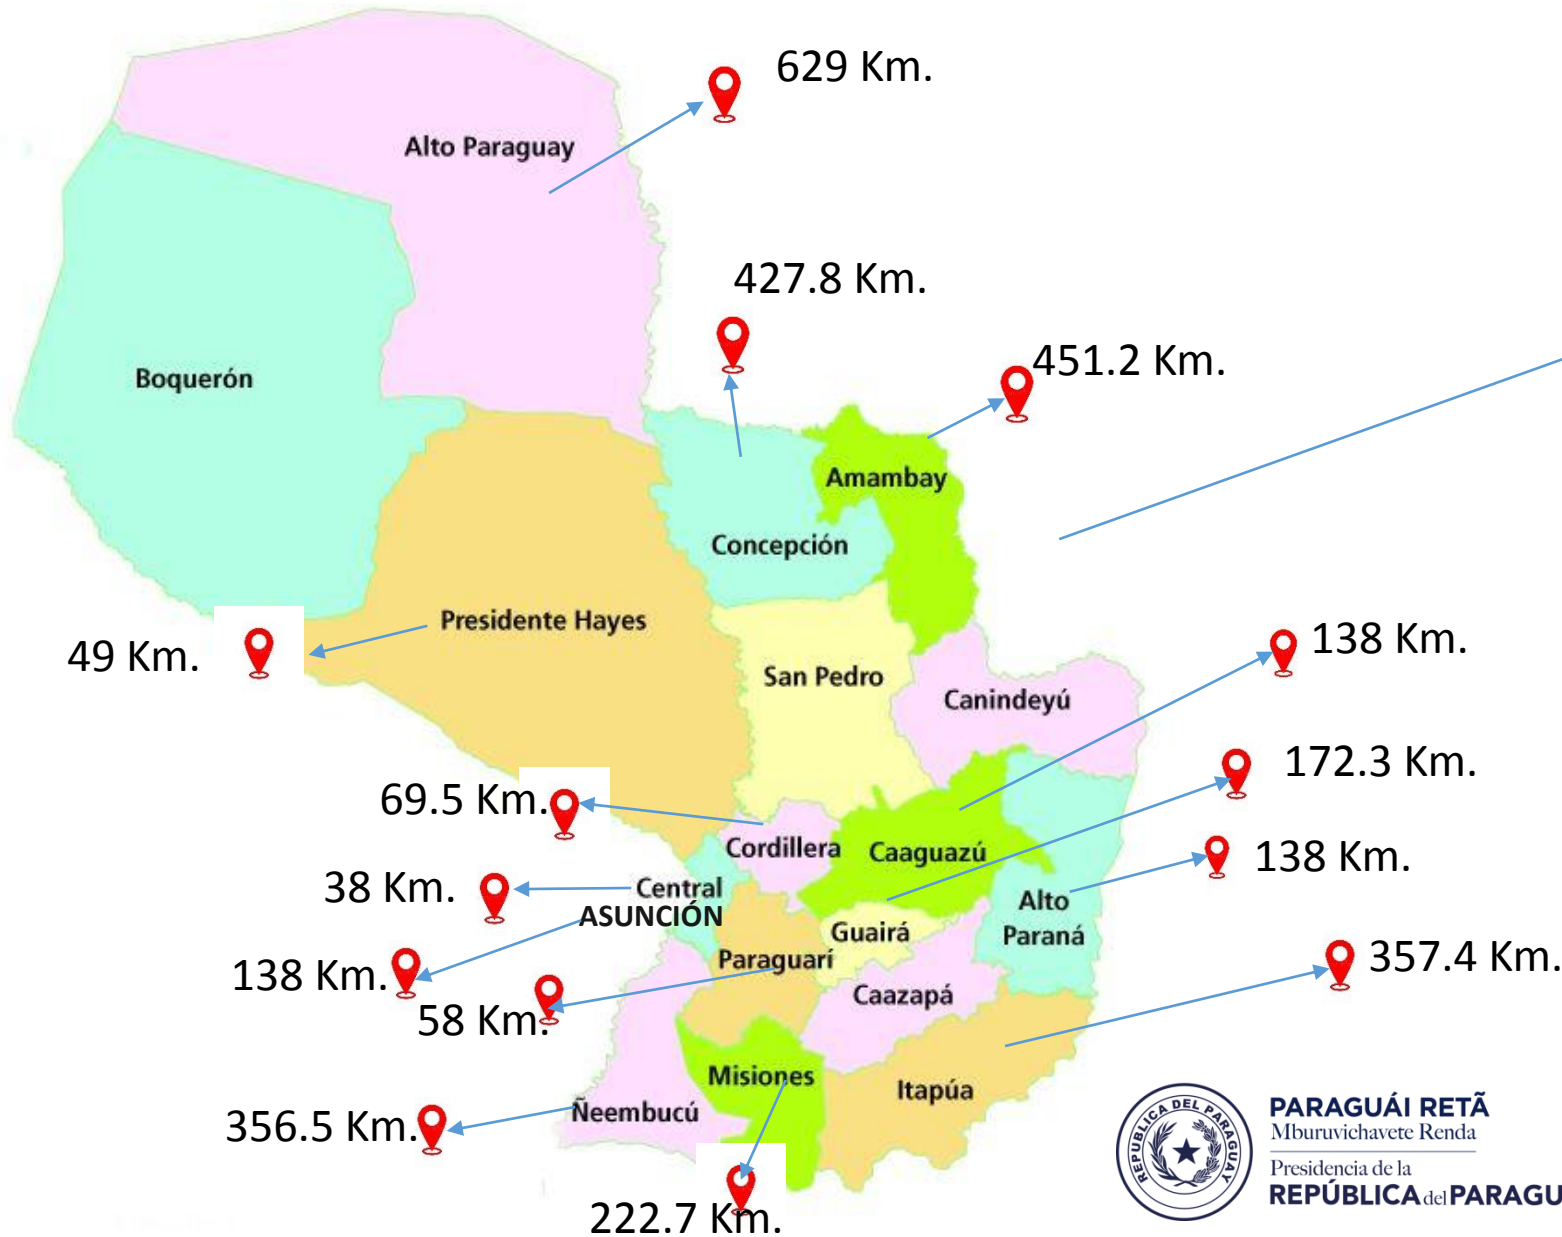 629 Km.
Alto Paraguay
427.8 Km.
451.2 Km.
Boquerón
Amambay
Concepción
Presidente Hayes
49 Km.
138 Km.
San Pedro
Canindeyú
172.3 Km.
69.5 Km.
Cordillera
Caaguazú
138 Km.
38 Km.
Central
ASUNCIÓN
Alto
Paraná
Guairá
Paraguarí
138 Km.
357.4 Km.
Caazapá
58 Km.
Misiones
Itapúa
Ñeembucú
356.5 Km.
222.7 Km.
REPUBLICA DEL PARAGUAY
PARAGUÁI RETÃ
Mburuvichavete Renda
Presidencia de la
REPÚBLICA del PARAGU